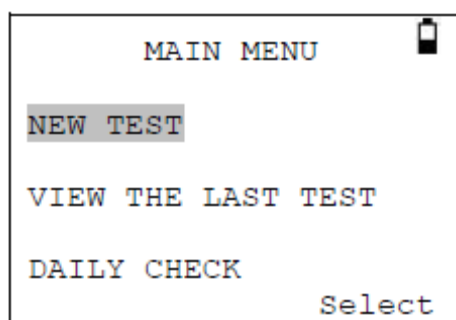 MAIN MENU
NEW TEST
VIEW THE LAST TEST
DAILY CHECK
Select